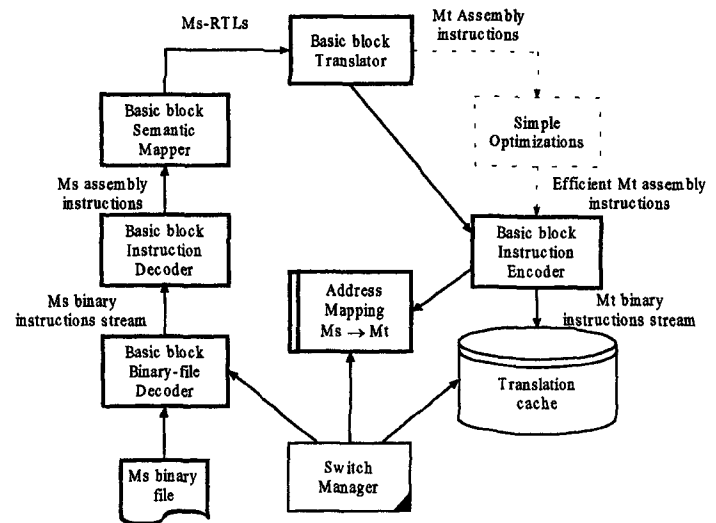 Ms-RTLs
Basic block
Translator
Mt Assembly
instructions
Basic block
Semantic
Mapper
Simple
Optimizations
Ms assembly
instructions
Efficient Mt assembly
instructions
Basic block
Instruction
Decoder
Basic block
Instruction
Encoder
Ms binary
instructions stream
Address
Mapping
Ms → Mt
Mt binary
instructions stream
Basic block
Binary-file
Decoder
Translation
cache
Ms binary
file
Switch
Manager